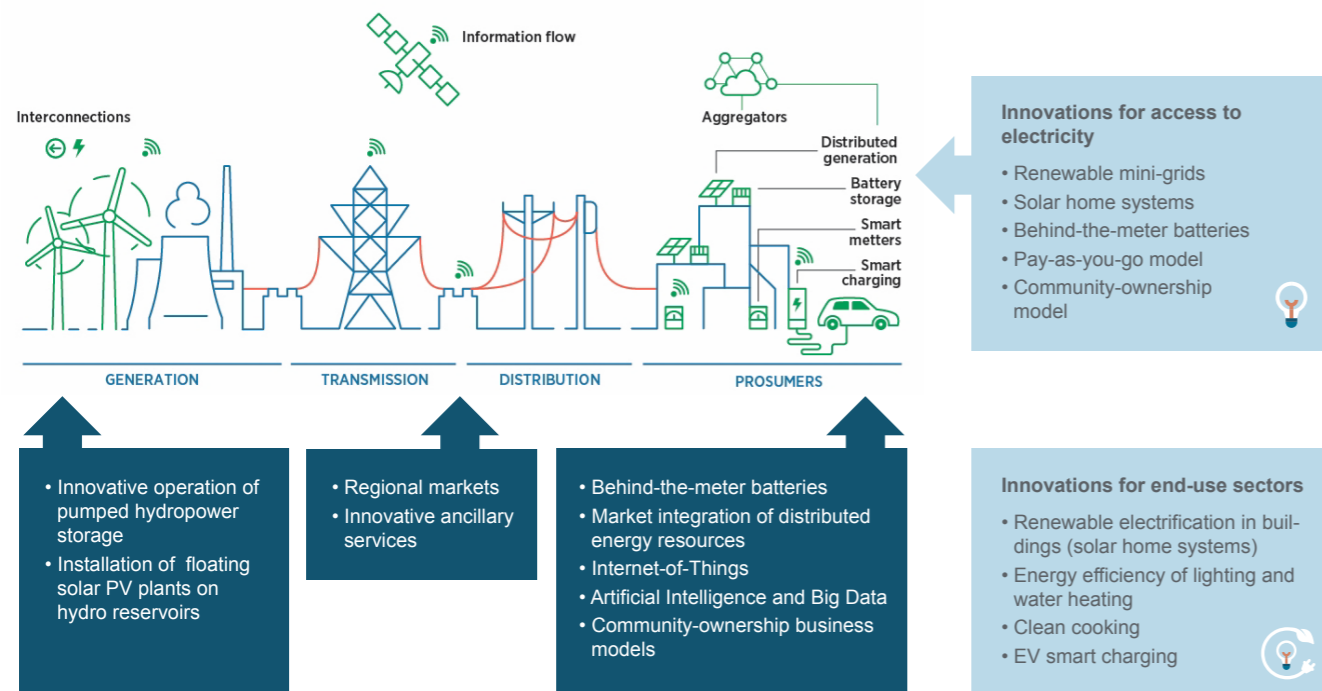 Information flow
Interconnections
Aggregators
Distributed
generation
Battery
storage
Smart
metters
Smart
charging
GENERATION
TRANSMISSION
DISTRIBUTION
PROSUMERS
Innovations for access to
electricity
• Renewable mini-grids
• Solar home systems
• Behind-the-meter batteries
• Pay-as-you-go model
• Community-ownership
model
• Innovative operation of
pumped hydropower
storage
• Installation of floating
solar PV plants on
hydro reservoirs
• Regional markets
• Innovative ancillary
services
• Behind-the-meter batteries
• Market integration of distributed
energy resources
• Internet-of-Things
• Artificial Intelligence and Big Data
• Community-ownership business
models
Innovations for end-use sectors
• Renewable electrification in buil-
dings (solar home systems)
• Energy efficiency of lighting and
water heating
• Clean cooking
• EV smart charging